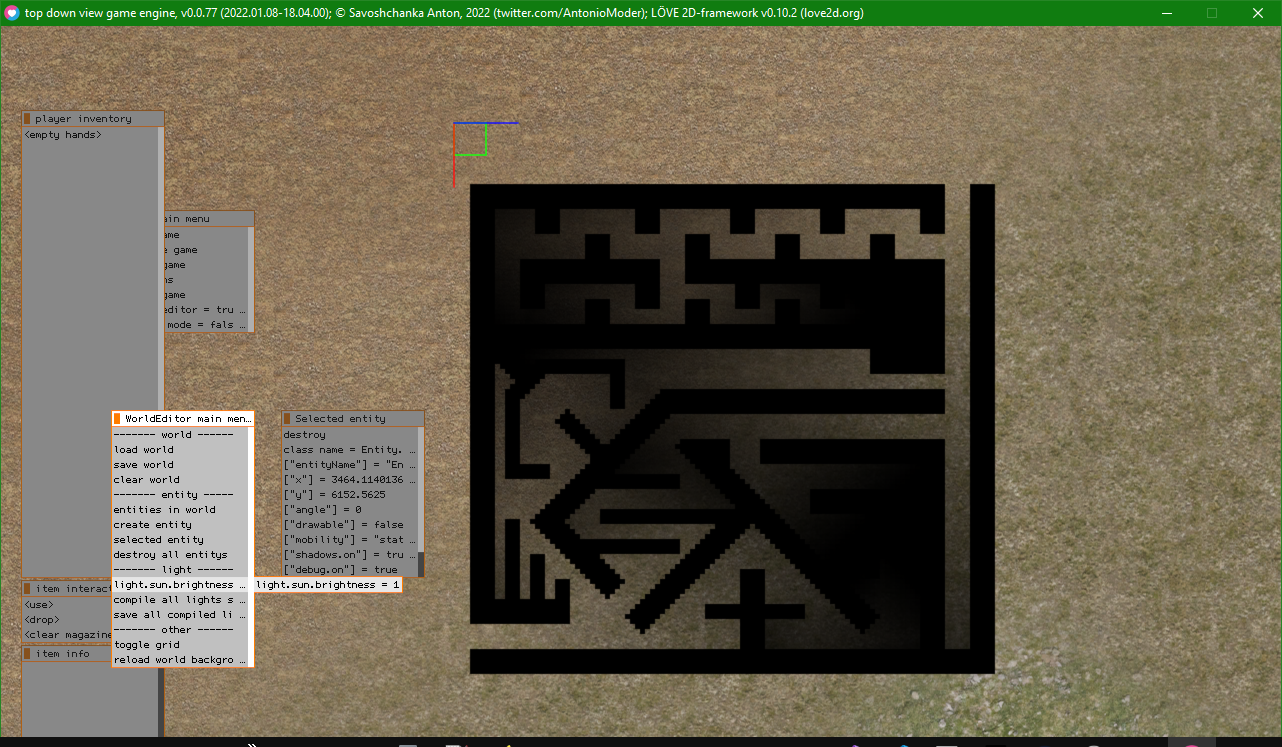 top down view game engine, v0.0.77 (2022.01.08-18.04.00); © Savoshchanka Anton, 2022 (twitter.com/AntonioModer); LÖVE 2D-framework v0.10.2 (love2d.org)
player inventory
<empty hands>
ain menu
ame
game
game
ns
game
editor = tru ...
mode = fals ...
WorldEditor main men...
------- world ------
load world
save world
clear world
------- entity -----
entities in world
create entity
selected entity
destroy all entitys
------- light ------
light.sun.brightness ...
compile all lights s ...
save all compiled li ...
------- other ------
toggle grid
reload world backgro ...
light.sun.brightness = 1
Selected entity
destroy
class name = Entity. ...
["entityName"] = "En ...
["x"] = 3464.1140136 ...
["y"] = 6152.5625
["angle"] = 0
["drawable"] = false
["mobility"] = "stat ...
["shadows.on"] = tru ...
["debug.on"] = true
item interact
<use>
<drop>
<clear magazine
item info